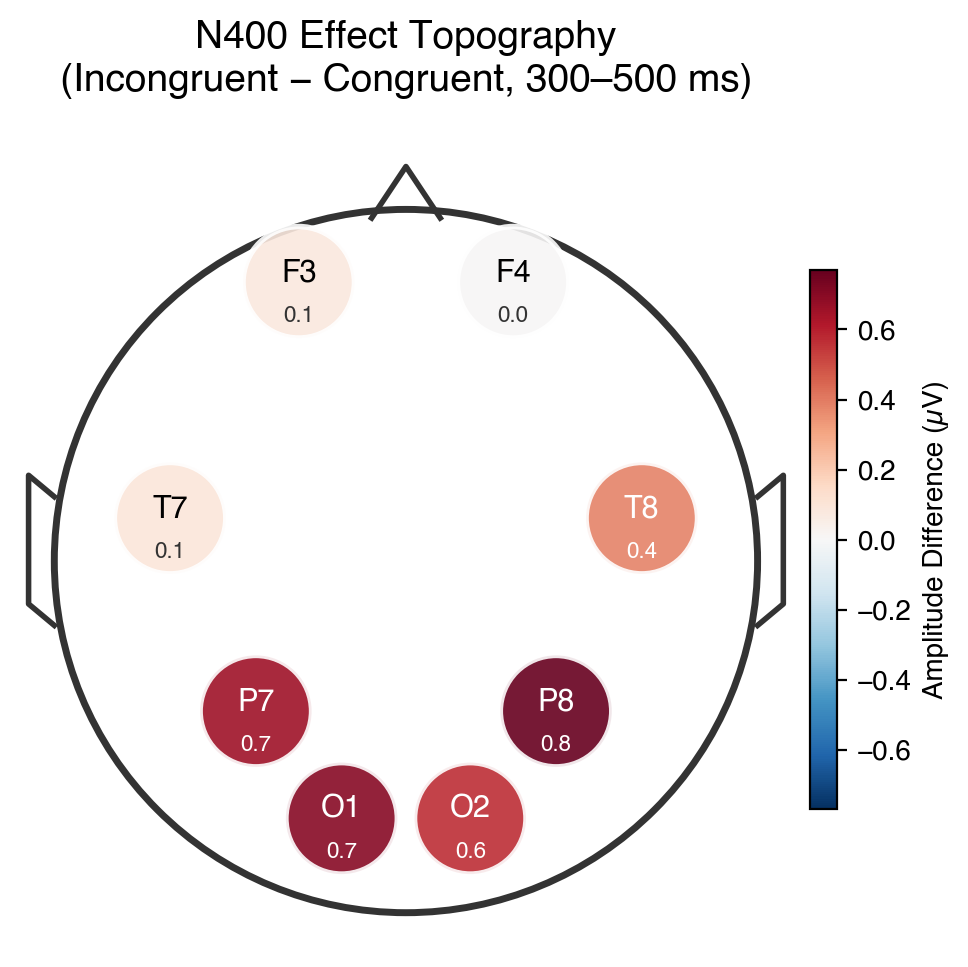 N400 Effect Topography
(Incongruent – Congruent, 300–500 ms)
F3
0.1
F4
0.0
T7
0.1
T8
0.4
P7
0.7
P8
0.8
O1
0.7
O2
0.6
0.6
0.4
0.2
0.0
−0.2
−0.4
−0.6
Amplitude Difference (μV)